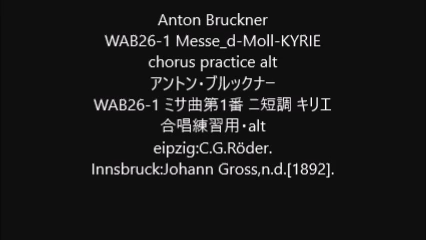 Anton Bruckner
WAB26-1 Messe_d-Moll-KYRIE
chorus practice alt
アントン・ブルックナー
WAB26-1 ミサ曲第1番 ニ短調 キリエ
合唱練習用・alt
eipzig:C.G.Röder.
Innsbruck:Johann Gross,n.d.[1892].